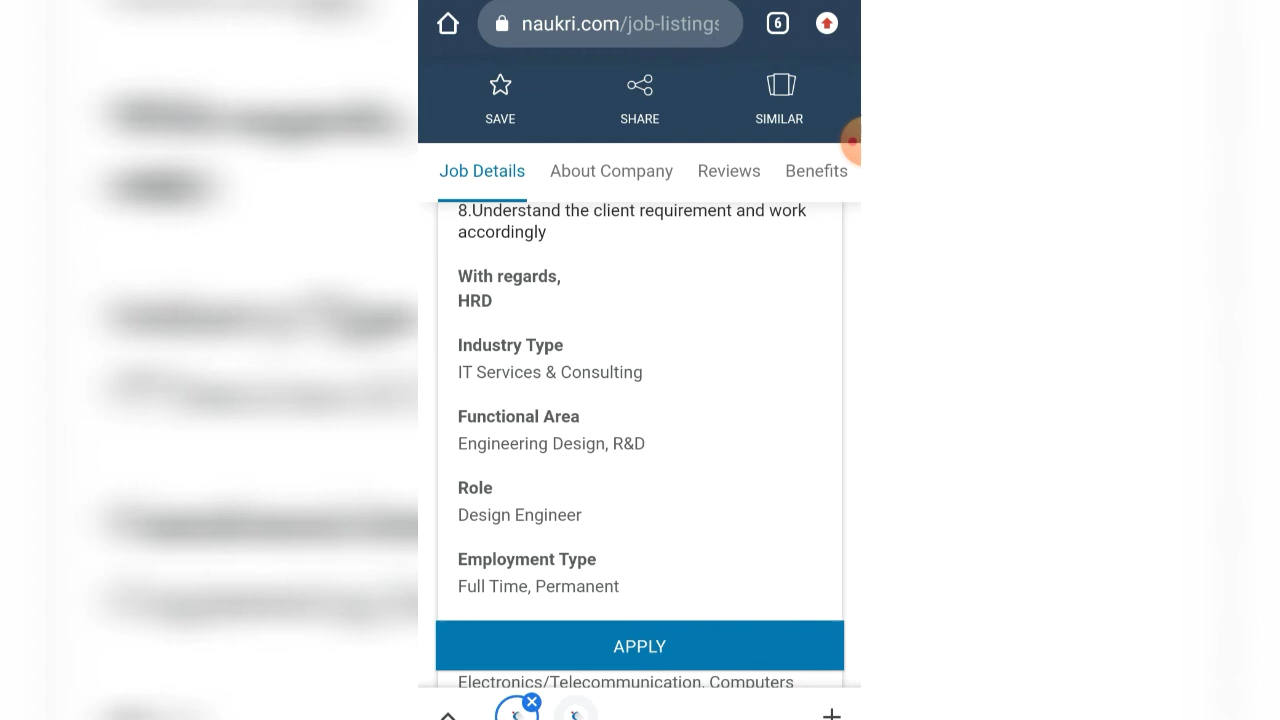 naukri.com/job-listings
6
SAVE
SHARE
SIMILAR
Job Details
About Company
Reviews
Benefits
8.Understand the client requirement and work
accordingly
With regards,
HRD
Industry Type
IT Services & Consulting
Functional Area
Engineering Design, R&D
Role
Design Engineer
Employment Type
Full Time, Permanent
APPLY
Electronics/Telecommunication, Computers